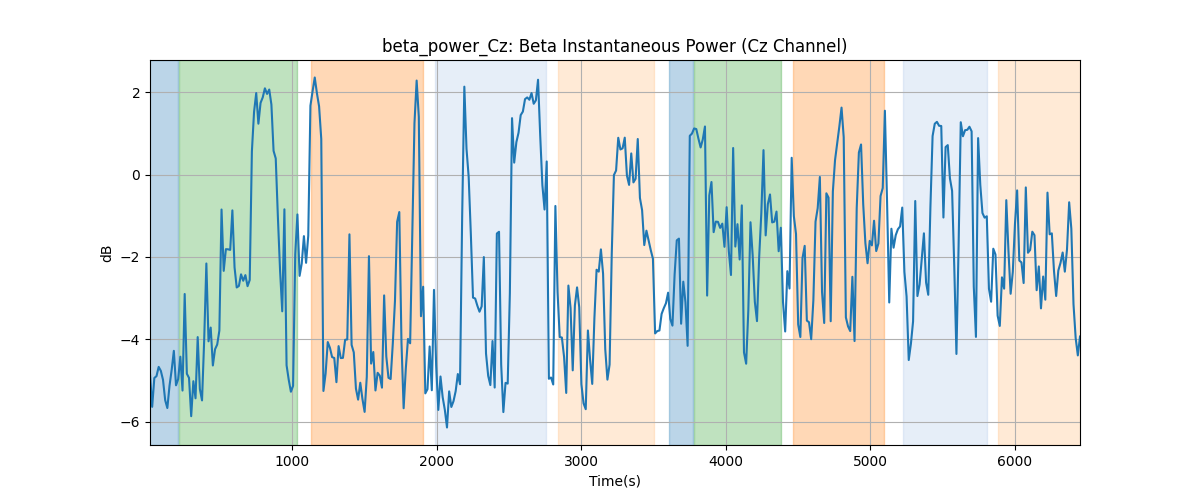 beta_power_Cz: Beta Instantaneous Power (Cz Channel)
dB
2
0
−2
−4
−6
1000 2000 3000 4000 5000 6000
Time(s)